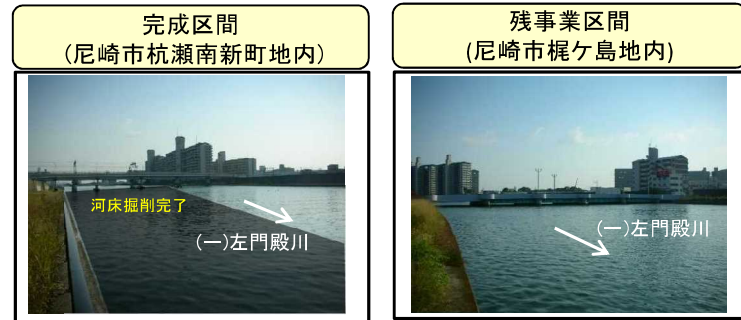 完成区間
（尼崎市杭瀬南新町地内）
残事業区間
(尼崎市梶ケ島地内)
河床掘削完了
(一)左門殿川
(一)左門殿川